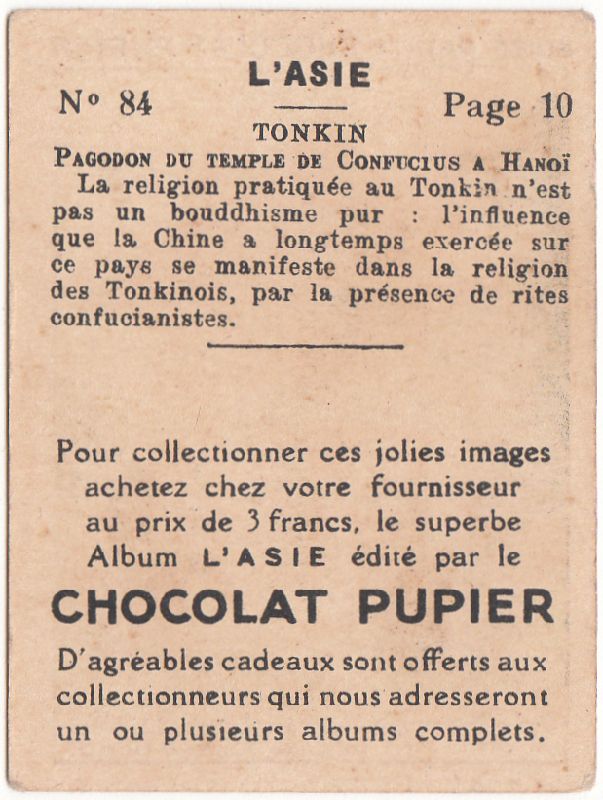 L'ASIE
Nº 84
Page 10
TONKIN
PAGODON DU TEMPLE DE CONFUCIUS A HANOÏ
La religion pratiquée au Tonkin n'est
pas un bouddhisme pur : l'influence
que la Chine a longtemps exercée sur
ce pays se manifeste dans la religion
des Tonkinois, par la présence de rites
confucianistes.
Pour collectionner ces jolies images
achetez chez votre fournisseur
au prix de 3 francs, le superbe
Album L'ASIE édité par le
CHOCOLAT PUPIER
D'agréables cadeaux sont offerts aux
collectionneurs qui nous adresseront
un ou plusieurs albums complets.